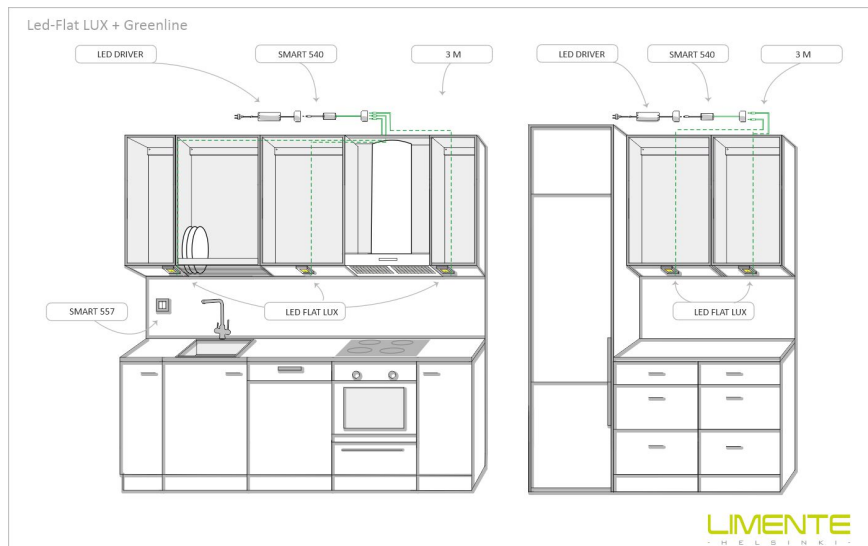 Led-Flat LUX + Greenline
LED DRIVER
SMART 540
3 M
LED DRIVER
SMART 540
3 M
SMART 557
LED FLAT LUX
LED FLAT LUX
LIMENTE
- HELSINKI -